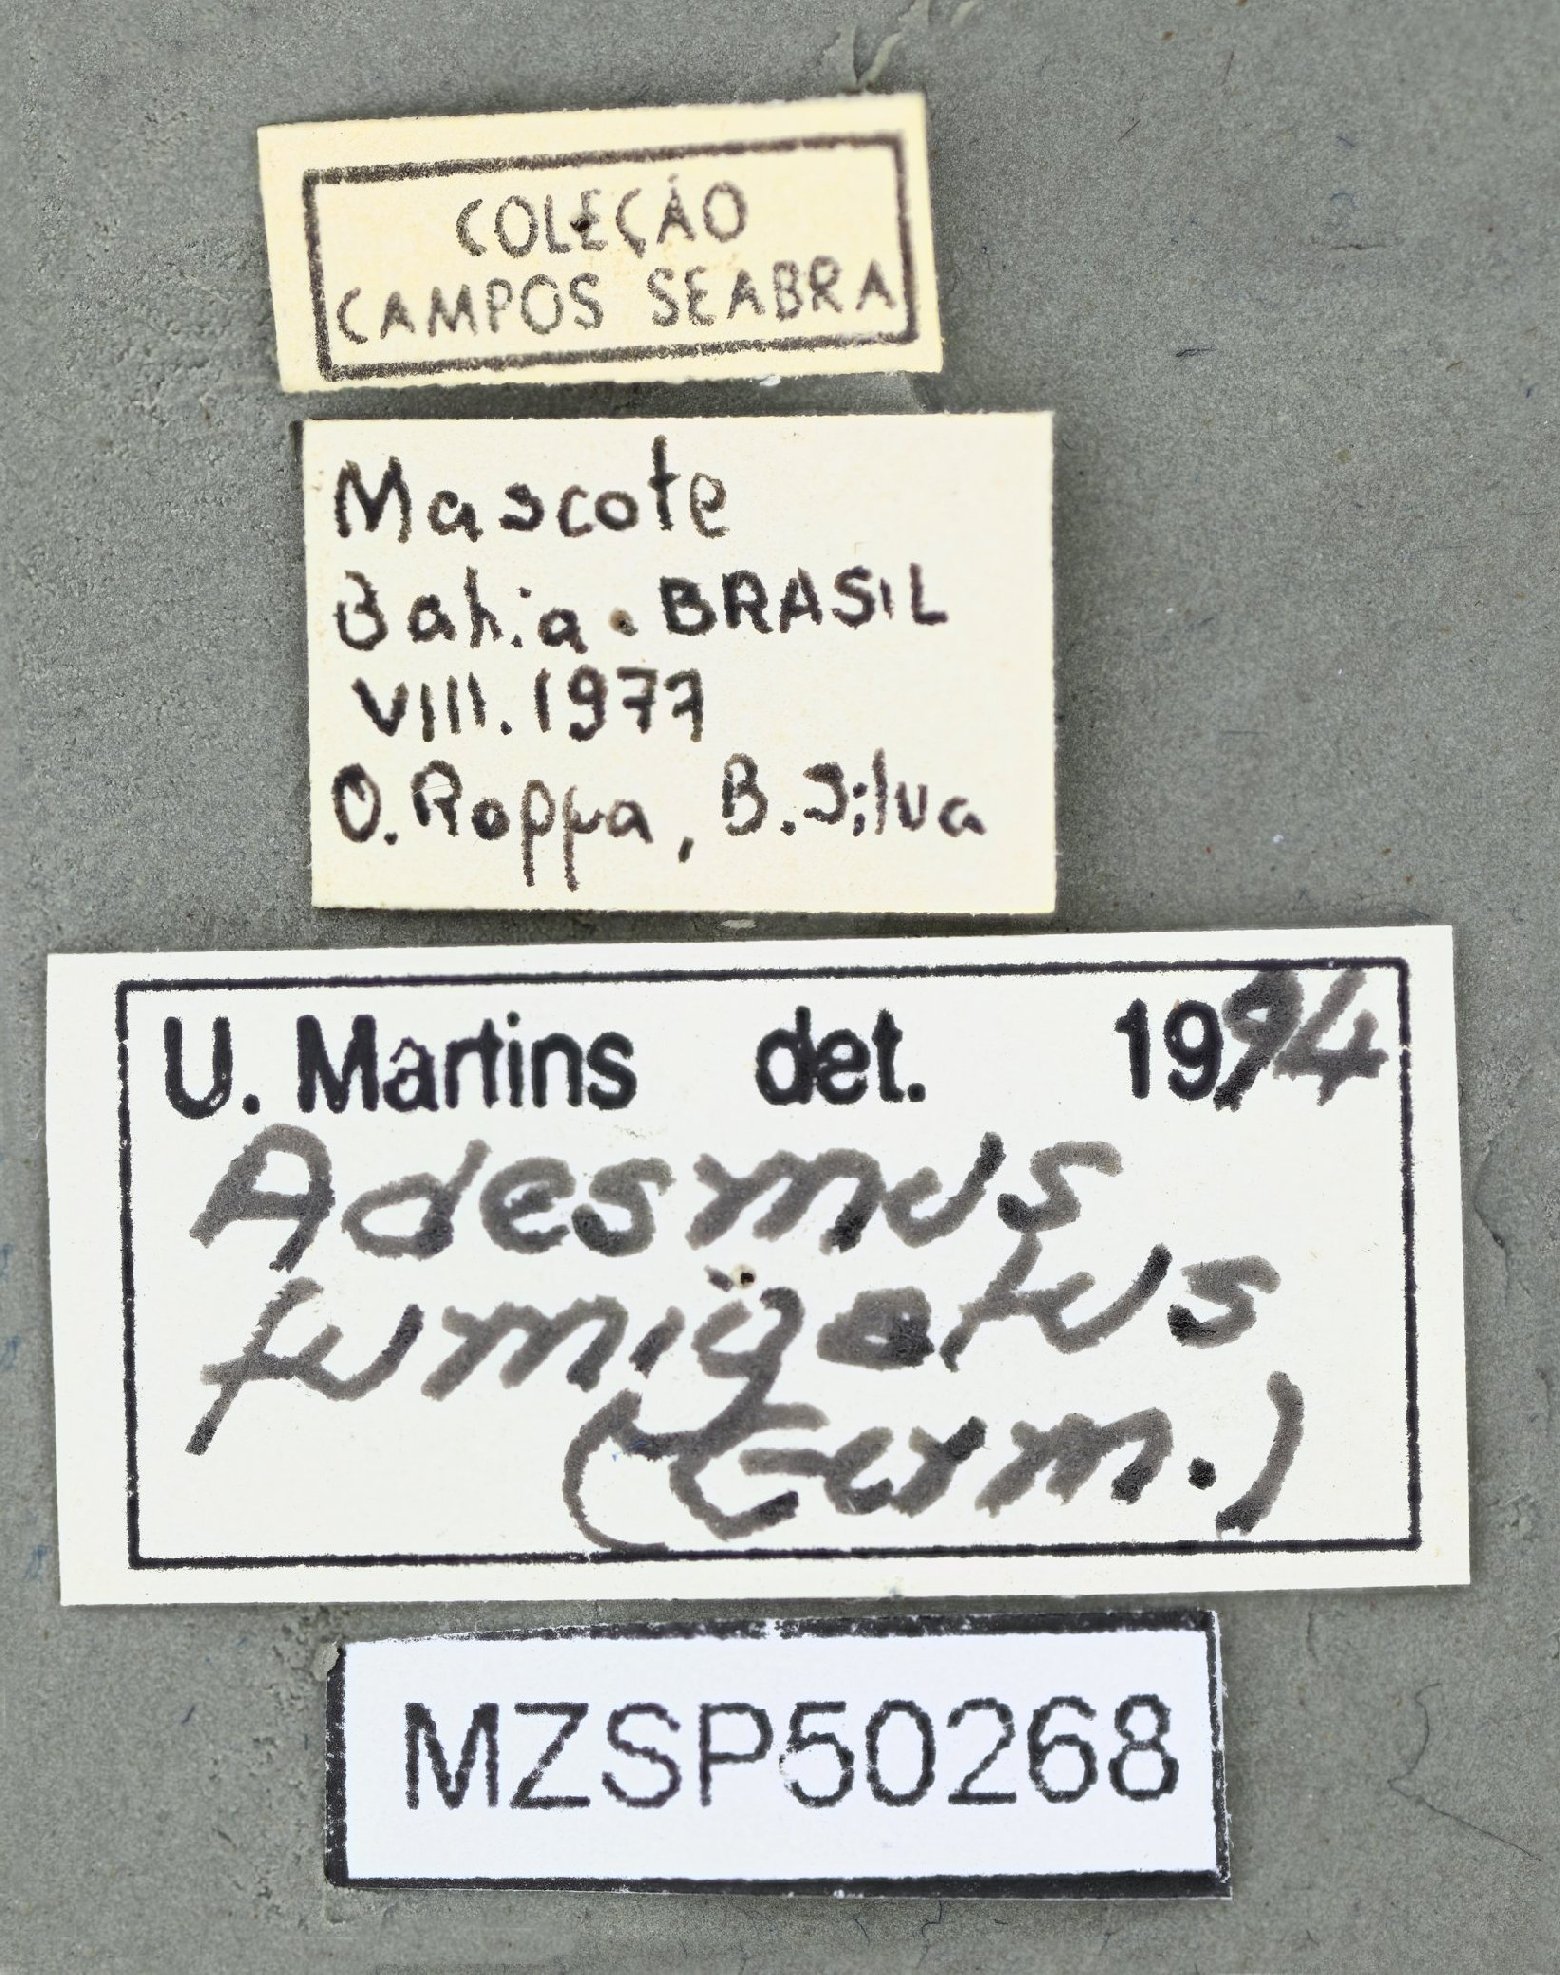 COLEÇÃO
CAMPOS SEABRA
Mascote
Bahia. BRASIL
VIII. 1977
O. Roppa, B. Silva
U. Martins det. 1994
Adesmus
fumigatus
(Germ.)
MZSP50268